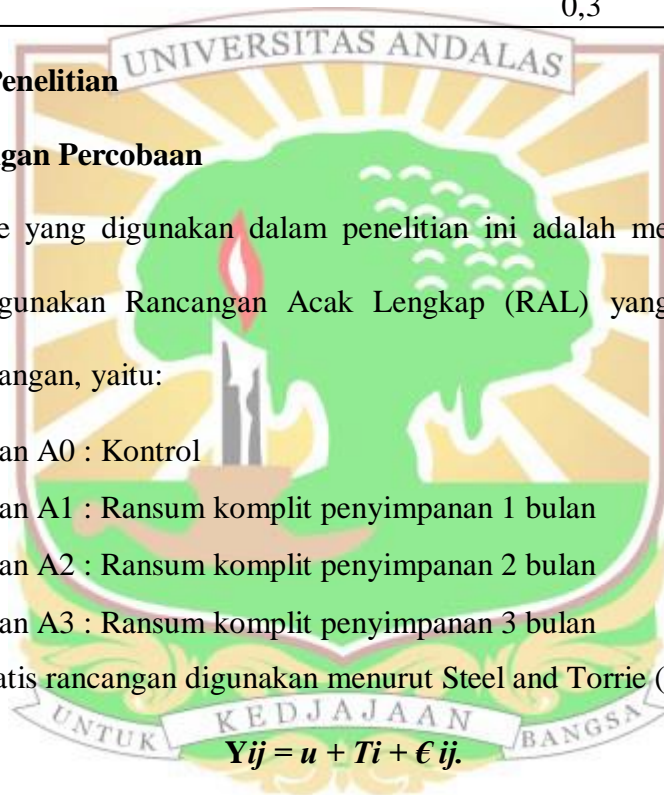 0,3
UNIVERSITAS ANDALAS
Penelitian
ngan Percobaan
e yang digunakan dalam penelitian ini adalah me
gunakan Rancangan Acak Lengkap (RAL) yang
angan, yaitu:
an A0 : Kontrol
an A1 : Ransum komplit penyimpanan 1 bulan
an A2 : Ransum komplit penyimpanan 2 bulan
an A3 : Ransum komplit penyimpanan 3 bulan
atis rancangan digunakan menurut Steel and Torrie (
UNTUK KEDJAJAAN BANGSA
Yij = u + Ti + € ij.